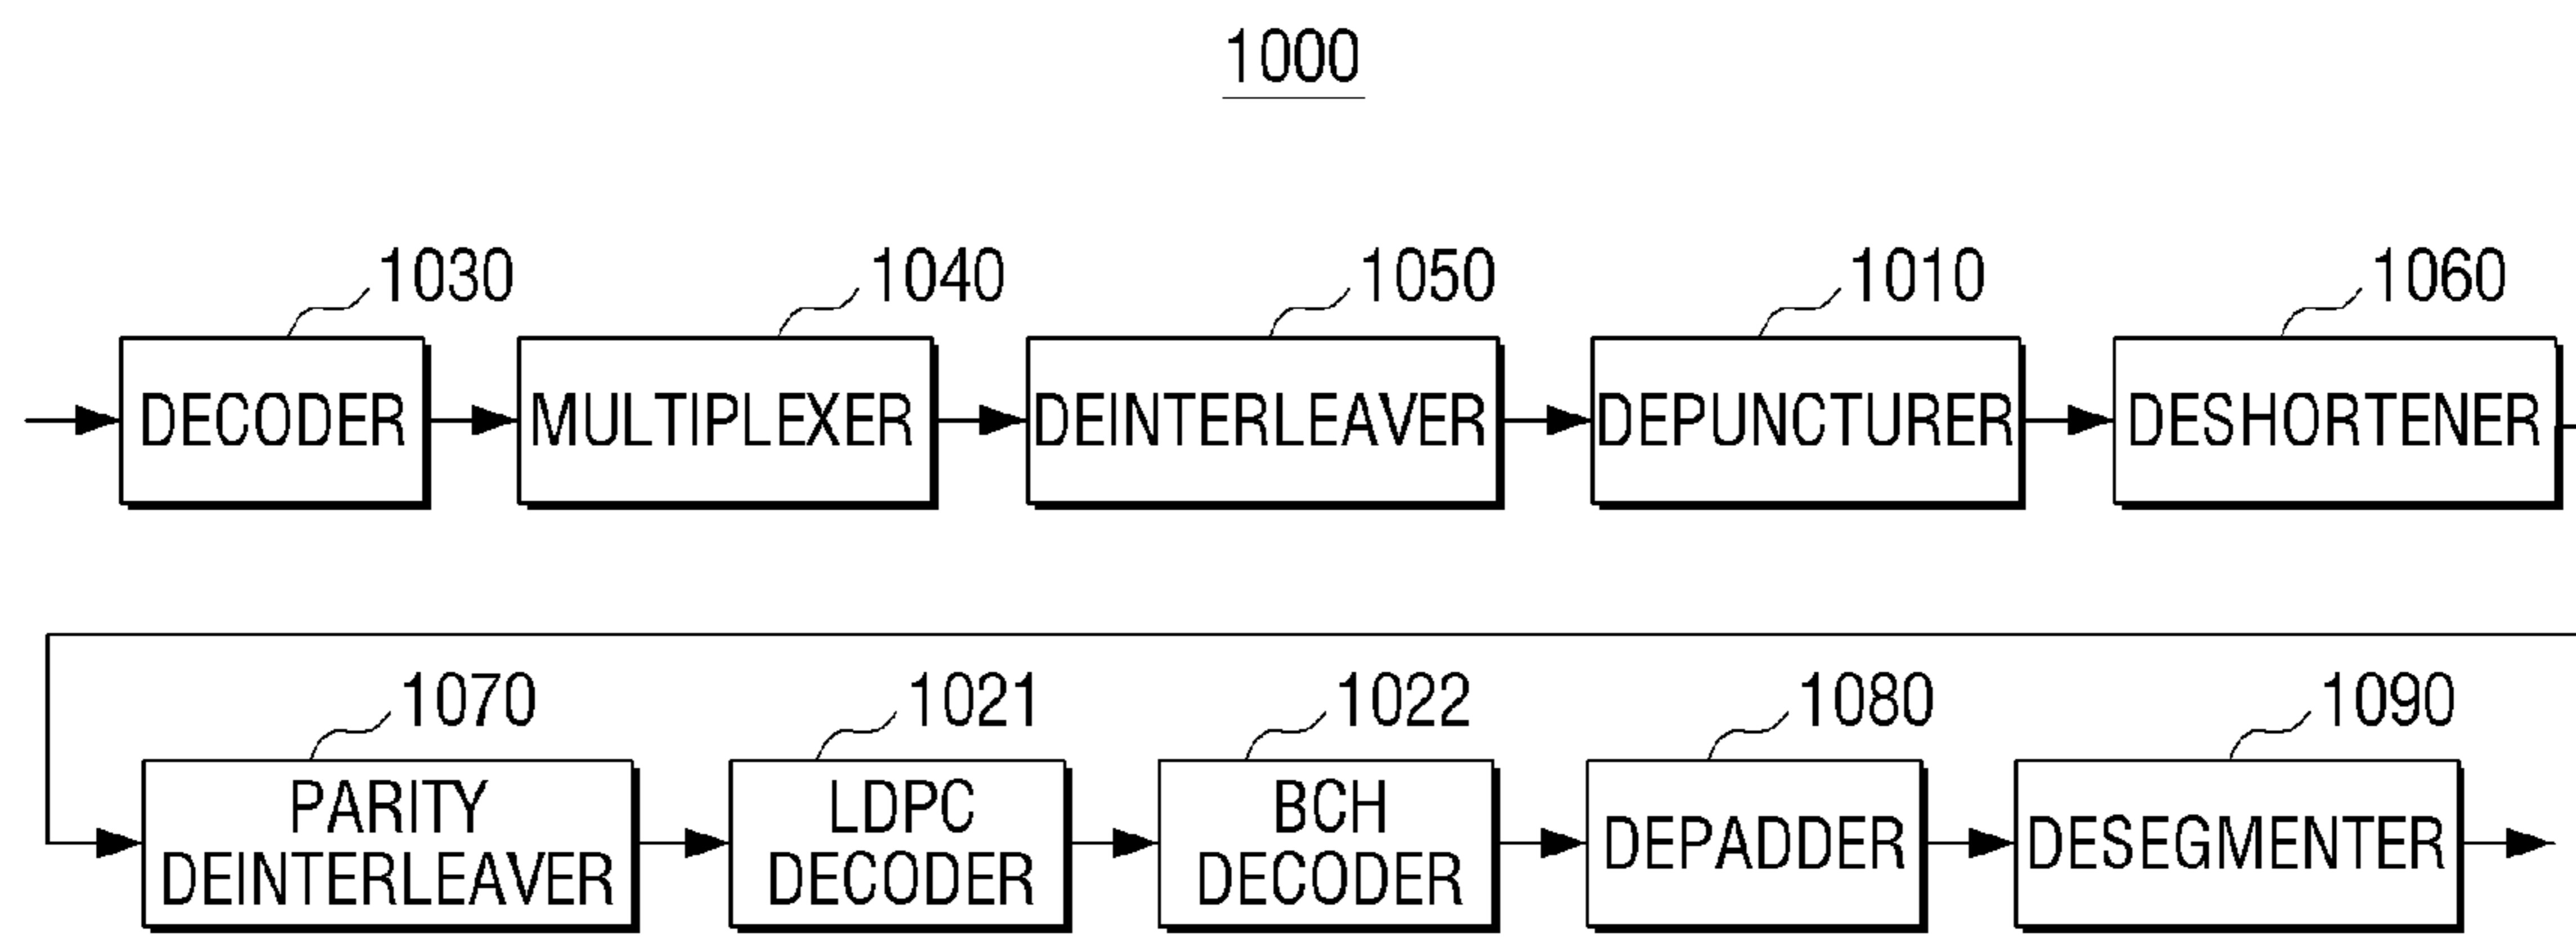 1000
1030 1040 1050 1010 1060
DECODER MULTIPLEXER DEINTERLEAVER DEPUNCTURER DESHORTENER
1070 1021 1022 1080 1090
PARITY DEINTERLEAVER
LDPC DECODER
BCH DECODER
DEPADDER
DESEGMENTER